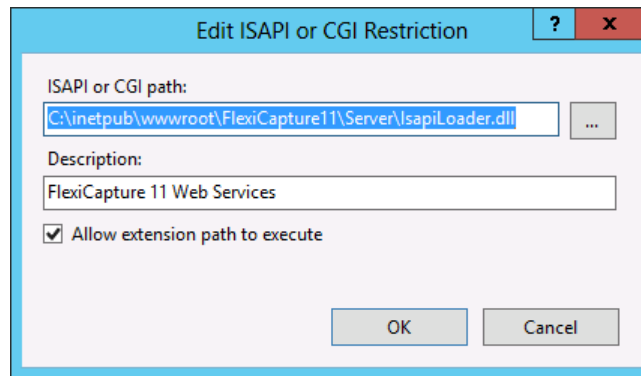 Edit ISAPI or CGI Restriction
? x
ISAPI or CGI path:
C:\inetpub\wwwroot\FlexiCapture11\Server\IsapiLoader.dll
...
Description:
FlexiCapture 11 Web Services
Allow extension path to execute
OK Cancel